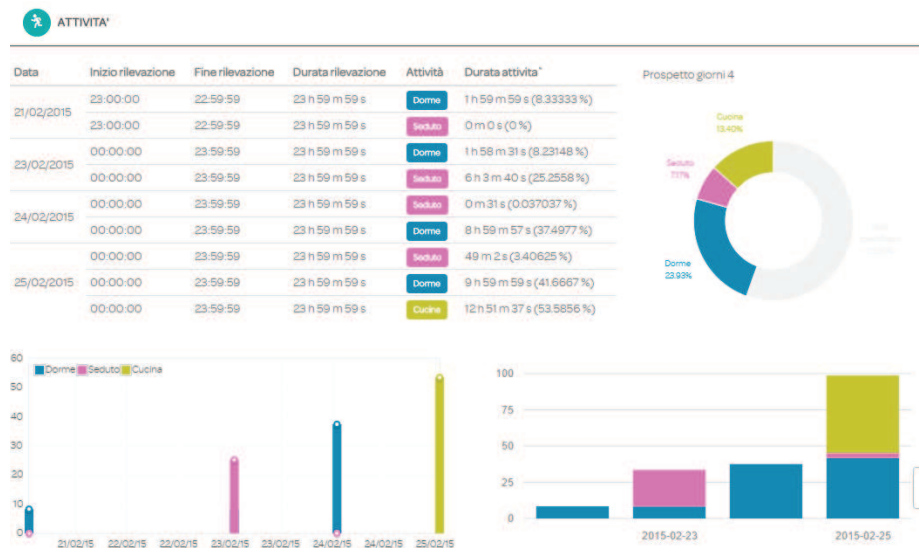 ATTIVITA'
Data Inizio rilevazione Fine rilevazione Durata rilevazione Attività Durata attivita*
21/02/2015
23:00:00 22:59:59 23 h 59 m 59 s Dorme 1 h 59 m 59 s (8.33333 %)
23:00:00 22:59:59 23 h 59 m 59 s Seduto 0 m 0 s (0 %)
23/02/2015
00:00:00 23:59:59 23 h 59 m 59 s Dorme 1 h 58 m 31 s (8.23148 %)
00:00:00 23:59:59 23 h 59 m 59 s Seduto 6 h 3 m 40 s (25.2558 %)
24/02/2015
00:00:00 23:59:59 23 h 59 m 59 s Seduto 0 m 31 s (0.037037 %)
00:00:00 23:59:59 23 h 59 m 59 s Dorme 8 h 59 m 57 s (37.4977 %)
25/02/2015
00:00:00 23:59:59 23 h 59 m 59 s Seduto 49 m 2 s (3.40625 %)
00:00:00 23:59:59 23 h 59 m 59 s Dorme 9 h 59 m 59 s (41.6667 %)
00:00:00 23:59:59 23 h 59 m 59 s Cucina 12 h 51 m 37 s (53.5856 %)
Prospetto giorni 4
Cucina
13.40%
Seduto
7.17%
Dorme
23.93%
60
Dorme Seduto Cucina
50
40
30
20
10
0
21/02/15 22/02/15 22/02/15 23/02/15 23/02/15 24/02/15 24/02/15 25/02/15
100
75
50
25
0
2015-02-23 2015-02-25